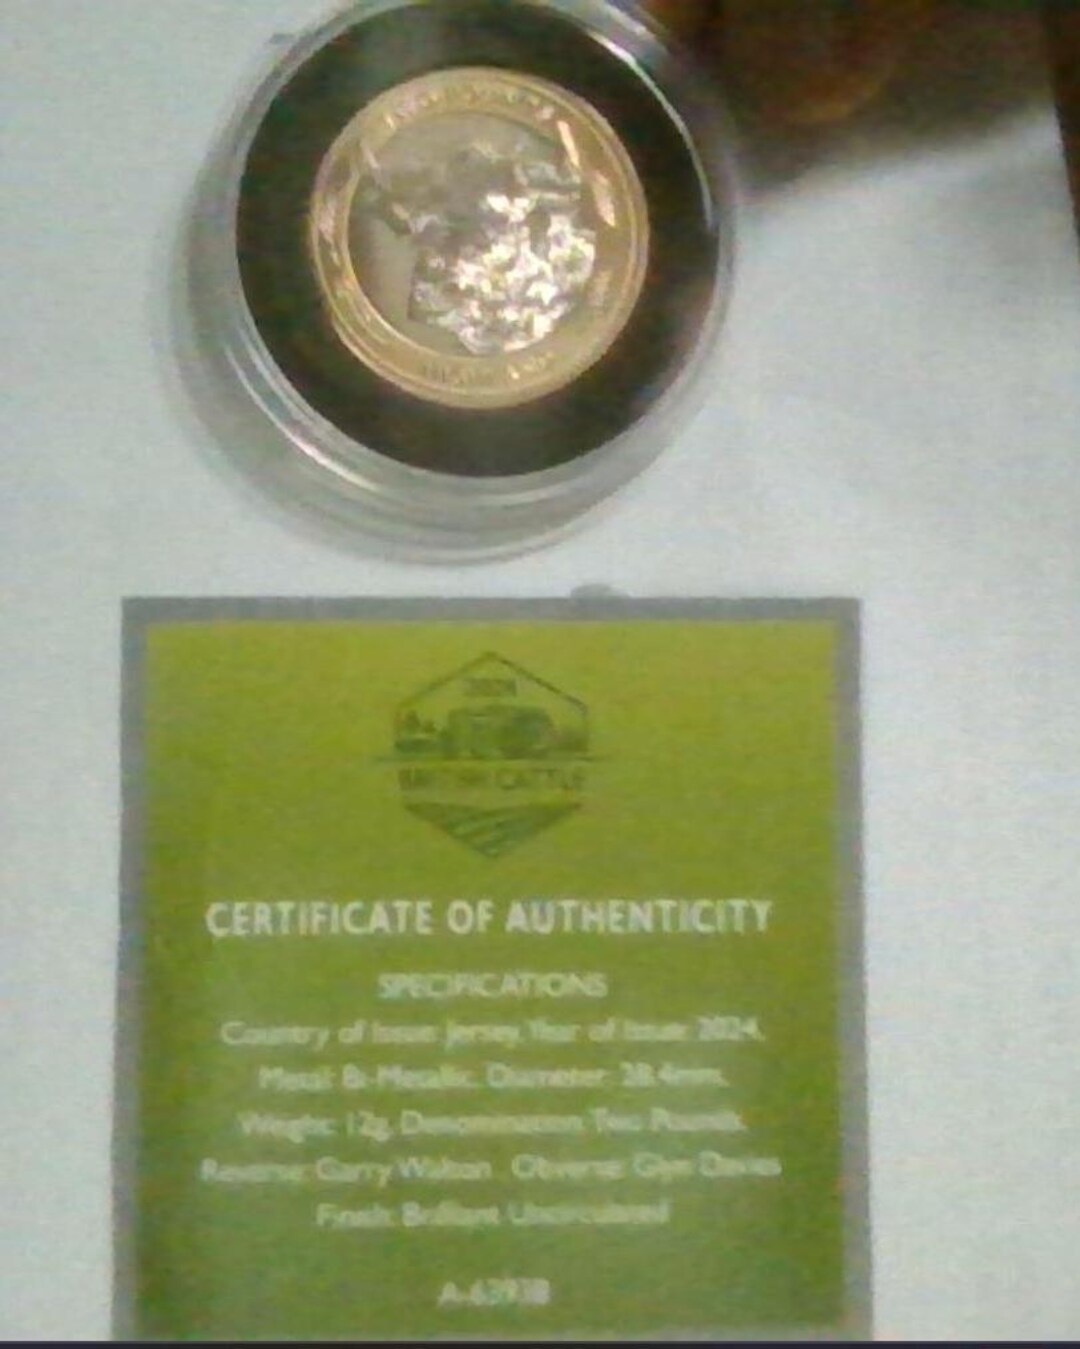 2024
BRITISH CATTLE
CERTIFICATE OF AUTHENTICITY
SPECIFICATIONS
Country of Issue: Jersey. Year of Issue: 2024.
Metal: Bi-Metallic. Diameter: 28.4mm.
Weight: 12g. Denomination: Two Pounds.
Reverse: Garry Walton . Obverse: Glyn Davies
Finish: Brilliant Uncirculated